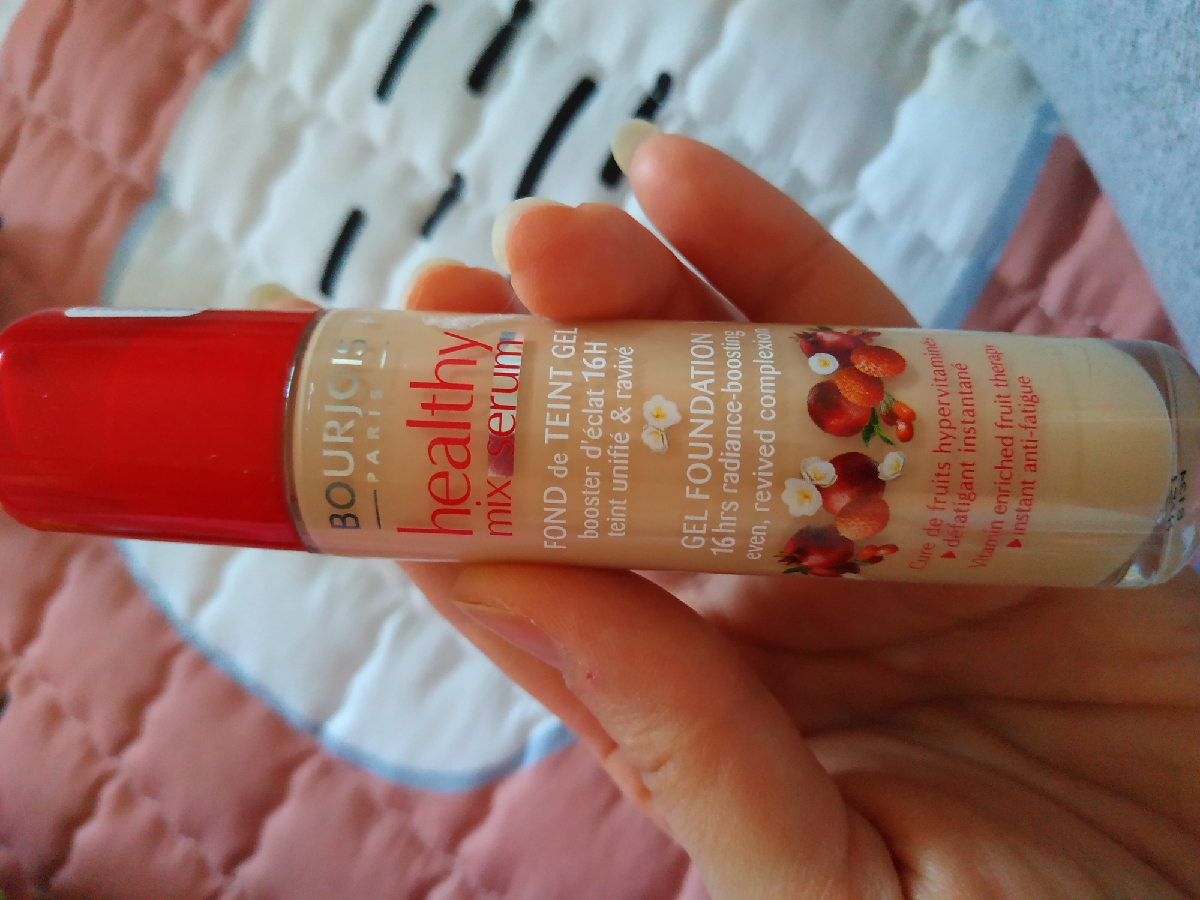 BOURJOIS
PARIS
healthy
mix serum
FOND de TEINT GEL
booster d'éclat 16H
teint unifié & ravivé
GEL FOUNDATION
16 hrs radiance-boosting
even, revived complexion
Cure de fruits hypervitaminés
▸ défatigant instantané
Vitamin enriched fruit therapy
▸ instant anti-fatigue